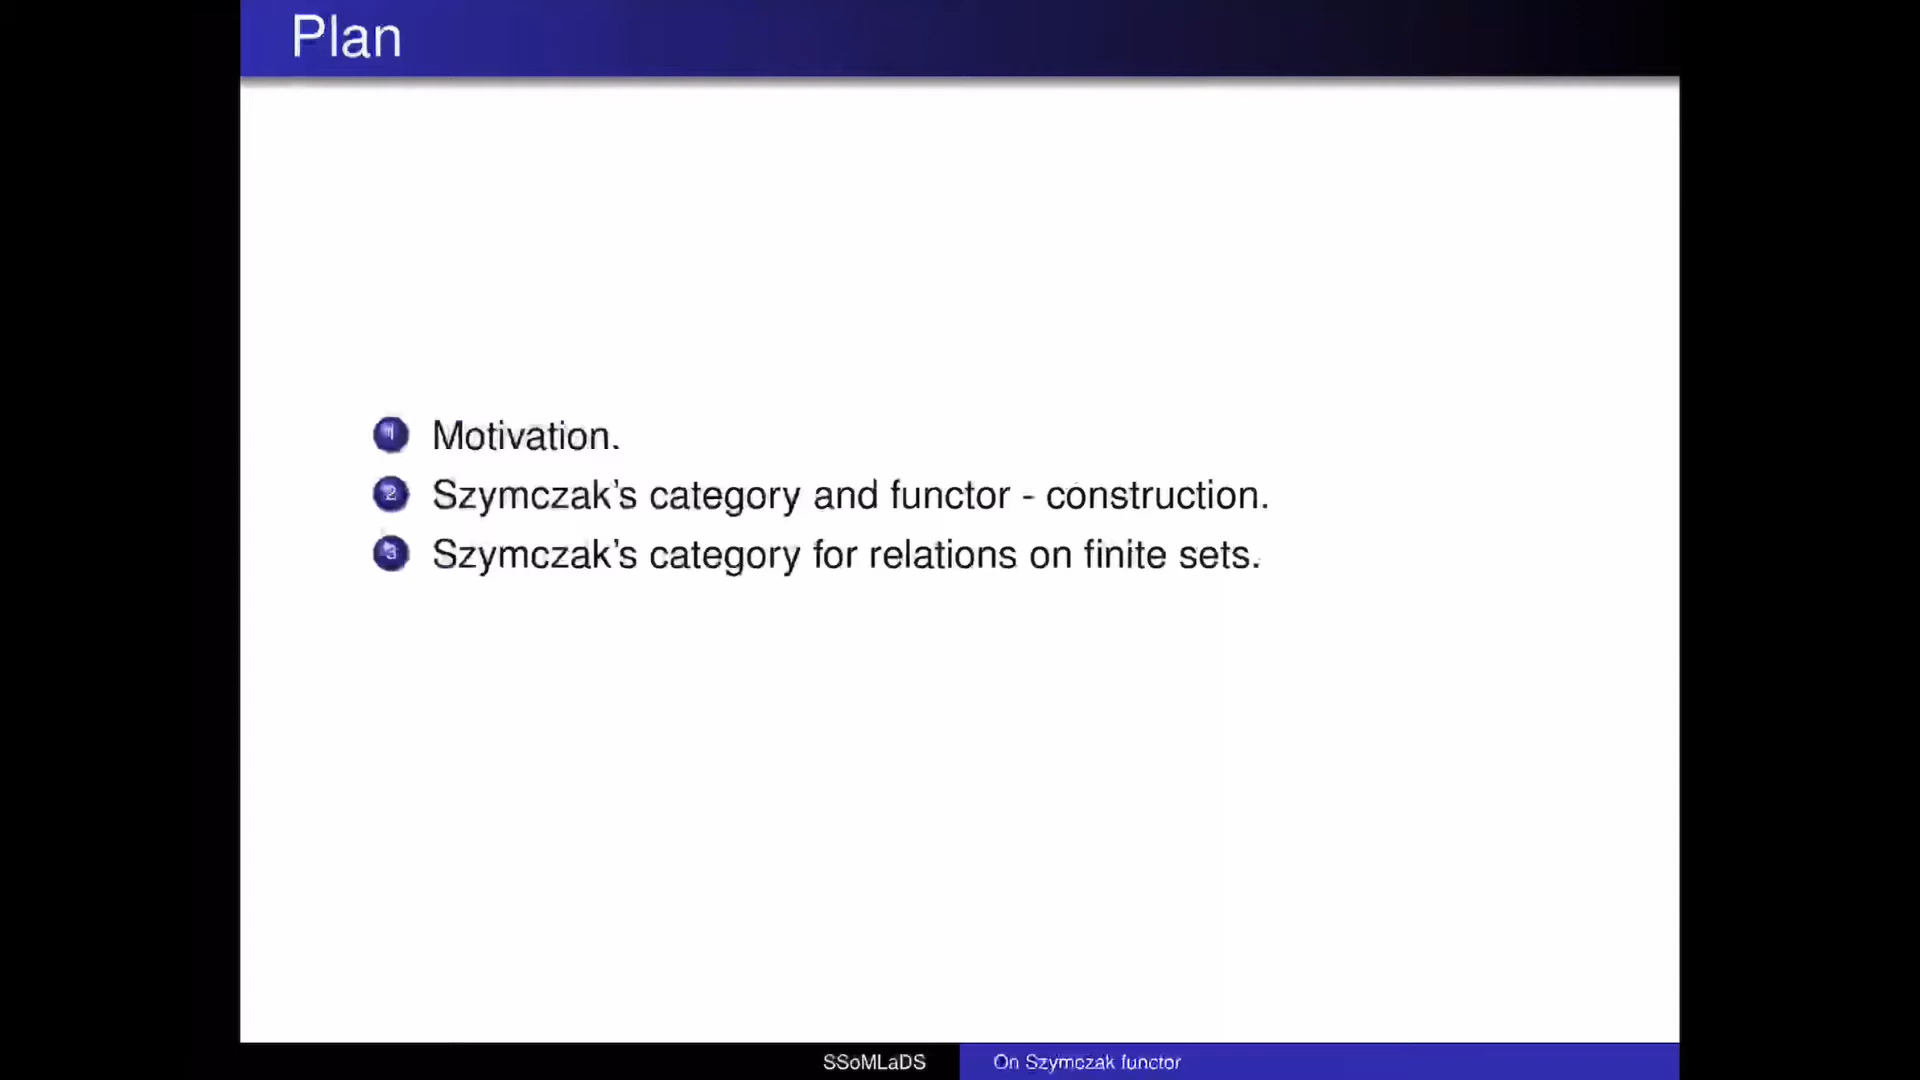 Plan
1 Motivation.
2 Szymczak's category and functor - construction.
3 Szymczak's category for relations on finite sets.
SSoMLaDS On Szymczak functor